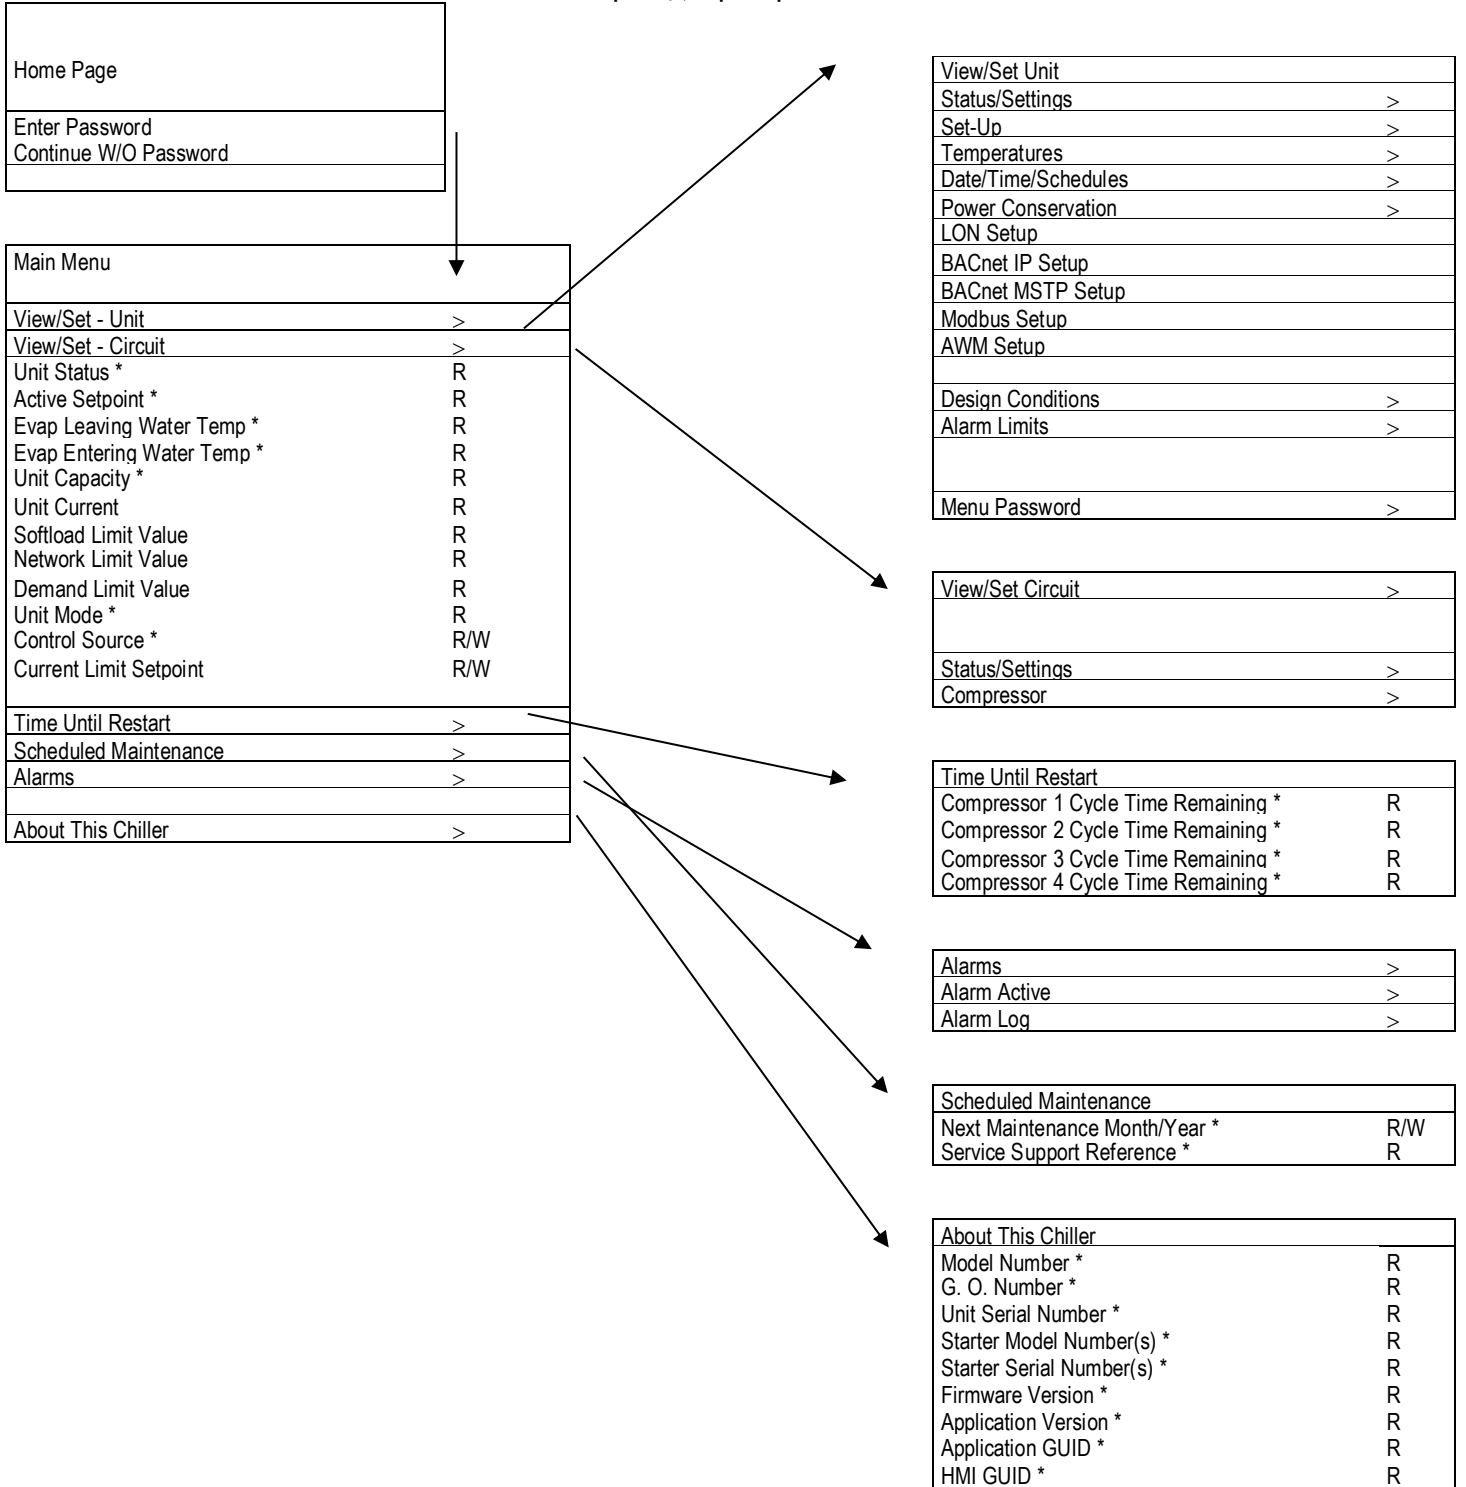 Home Page
Enter Password
Continue W/O Password
Main Menu
View/Set - Unit >
View/Set - Circuit >
Unit Status * R
Active Setpoint * R
Evap Leaving Water Temp * R
Evap Entering Water Temp * R
Unit Capacity * R
Unit Current R
Softload Limit Value R
Network Limit Value R
Demand Limit Value R
Unit Mode * R
Control Source * R/W
Current Limit Setpoint R/W
Time Until Restart >
Scheduled Maintenance >
Alarms >
About This Chiller >
View/Set Unit
Status/Settings >
Set-Up >
Temperatures >
Date/Time/Schedules >
Power Conservation >
LON Setup
BACnet IP Setup
BACnet MSTP Setup
Modbus Setup
AWM Setup
Design Conditions >
Alarm Limits >
Menu Password >
View/Set Circuit >
Status/Settings >
Compressor >
Time Until Restart
Compressor 1 Cycle Time Remaining * R
Compressor 2 Cycle Time Remaining * R
Compressor 3 Cycle Time Remaining * R
Compressor 4 Cycle Time Remaining * R
Alarms >
Alarm Active >
Alarm Log >
Scheduled Maintenance
Next Maintenance Month/Year * R/W
Service Support Reference * R
About This Chiller
Model Number * R
G. O. Number * R
Unit Serial Number * R
Starter Model Number(s) * R
Starter Serial Number(s) * R
Firmware Version * R
Application Version * R
Application GUID * R
HMI GUID * R